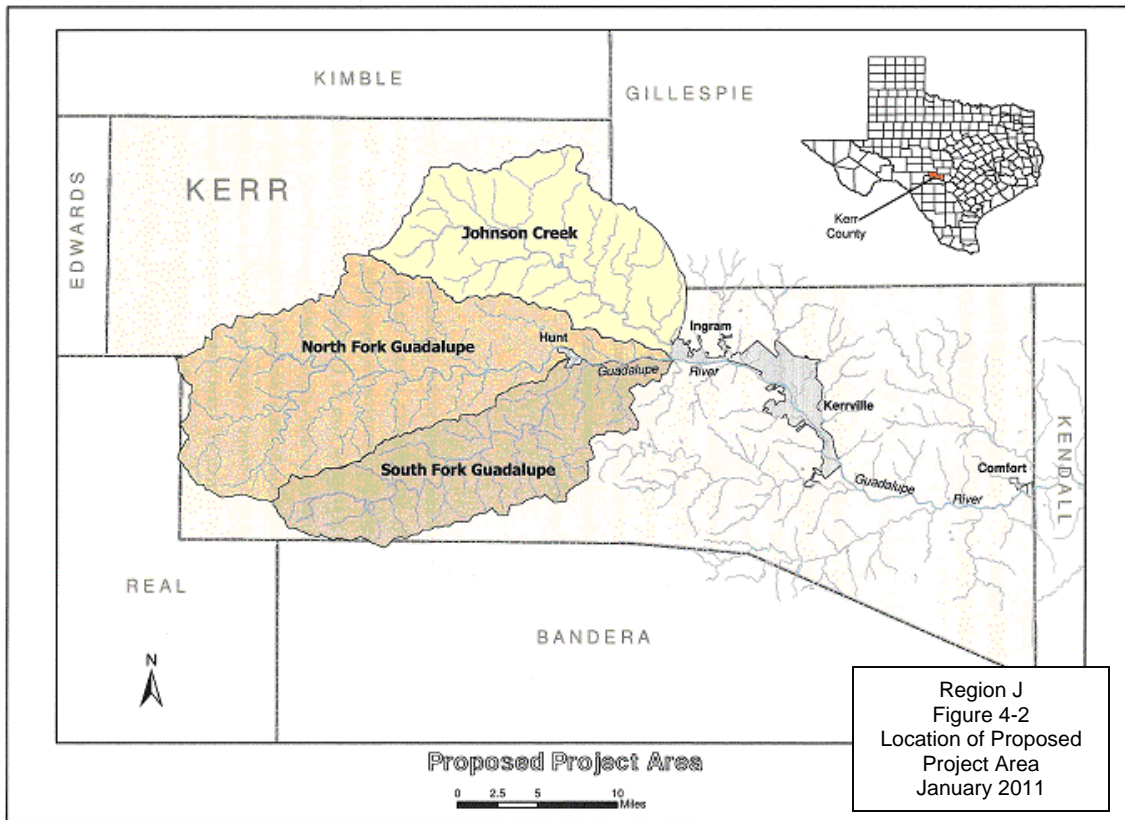 KIMBLE
GILLESPIE
EDWARDS
KERR
Kerr
County
Johnson Creek
Ingram
Hunt
North Fork Guadalupe
Guadalupe
River
Kerrville
South Fork Guadalupe
Comfort
KENDALL
Guadalupe
River
REAL
BANDERA
N
Region J
Figure 4-2
Location of Proposed
Project Area
January 2011
Proposed Project Area
0 2.5 5 10
Miles